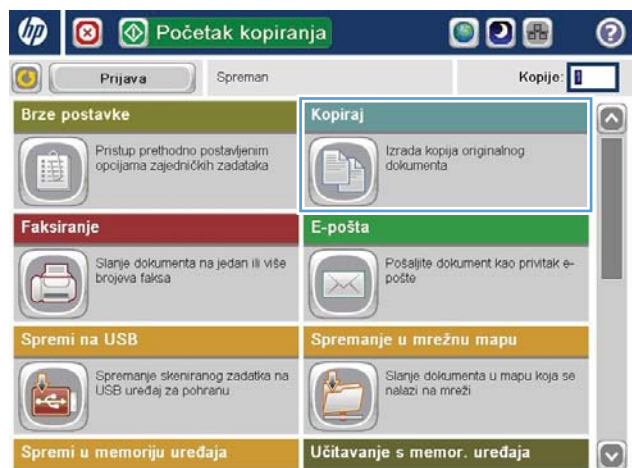 hp
Početak kopiranja
?
Prijava
Spreman
Kopije: 1
Brze postavke
Kopiraj
Pristup prethodno postavljenim
opcijama zajedničkih zadataka
Izrada kopija originalnog
dokumenta
Faksiranje
E-pošta
Slanje dokumenta na jedan ili više
brojeva faksa
Pošaljite dokument kao privitak e-
pošte
Spremi na USB
Spremanje u mrežnu mapu
Spremanje skeniranog zadatka na
USB uređaj za pohranu
Slanje dokumenta u mapu koja se
nalazi na mreži
Spremi u memoriju uređaja
Učitavanje s memor. uređaja